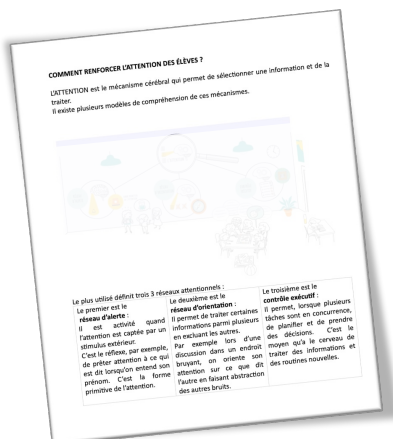 COMMENT RENFORCER L'ATTENTION DES ÉLÈVES ?
L'ATTENTION est le mécanisme cérébral qui permet de sélectionner une information et de la
traiter.
Il existe plusieurs modèles de compréhension de ces mécanismes.
Le plus utilisé définit trois 3 réseaux attentionnels :
Le premier est le
réseau d'alerte :
Il est activité quand
l'attention est captée par un
stimulus extérieur.
C'est le réflexe, par exemple,
de prêter attention à ce qui
est dit lorsqu'on entend son
prénom. C'est la forme
primitive de l'attention.
Le deuxième est le
réseau d'orientation :
Il permet de traiter certaines
informations parmi plusieurs
en excluant les autres.
Par exemple lors d'une
discussion dans un endroit
bruyant, on oriente son
attention sur ce que dit
l'autre en faisant abstraction
des autres bruits.
Le troisième est le
contrôle exécutif :
Il permet, lorsque plusieurs
tâches sont en concurrence,
de planifier et de prendre
des décisions. C'est le
moyen qu'a le cerveau de
traiter des informations et
des routines nouvelles.